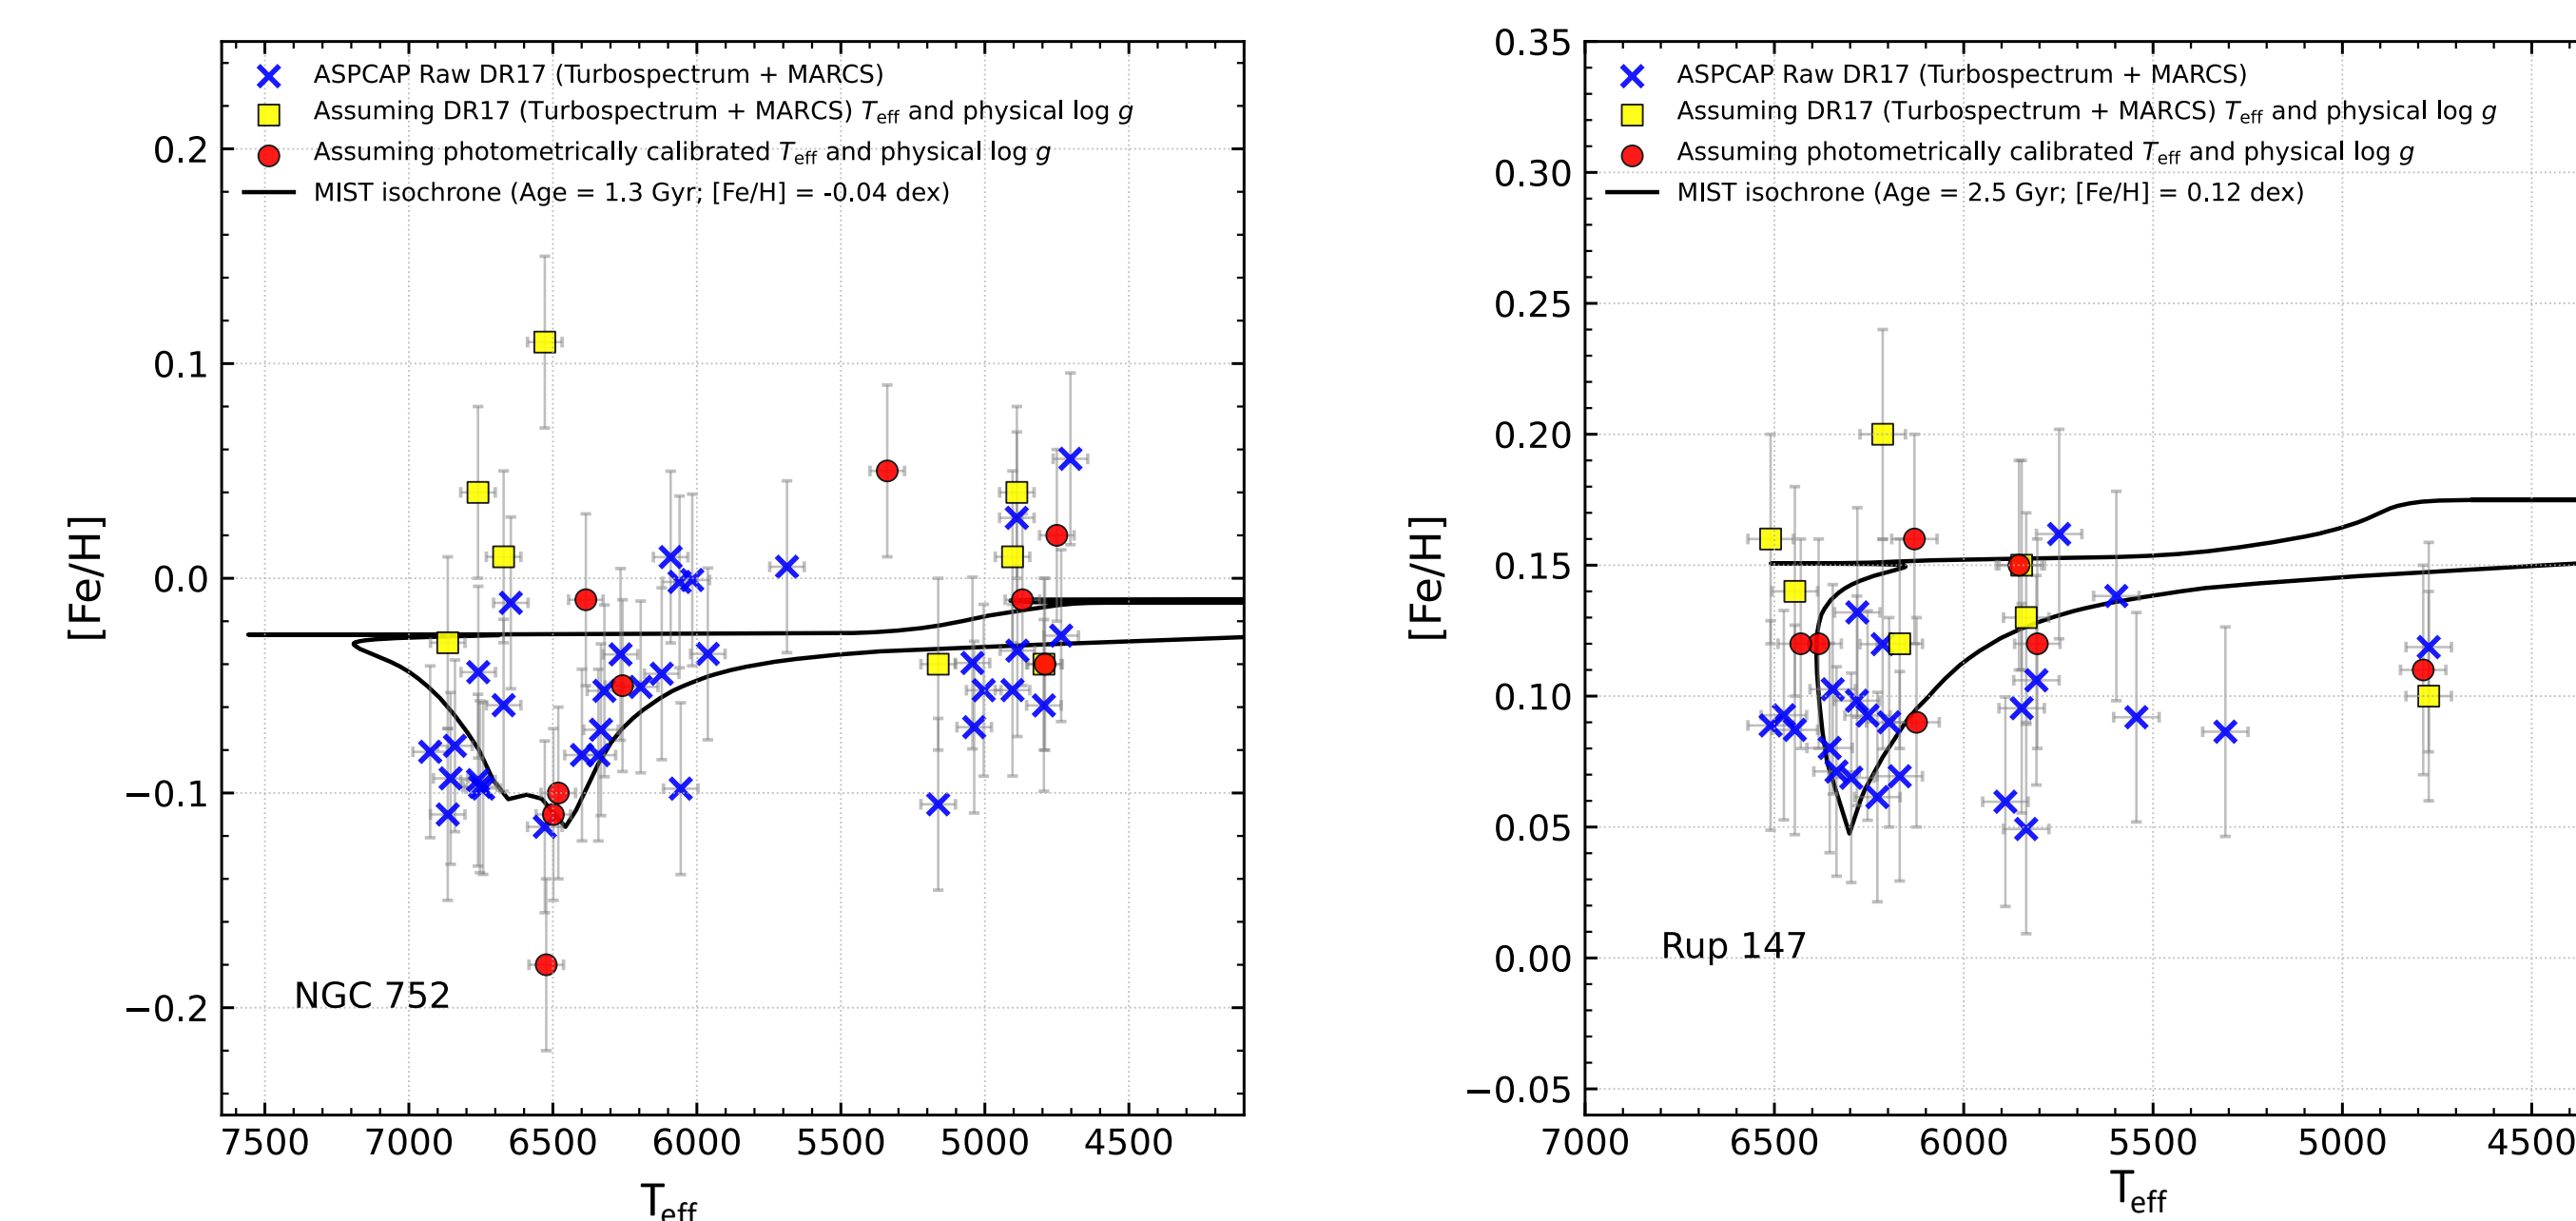 ASPCAP Raw DR17 (Turbospectrum + MARCS)
Assuming DR17 (Turbospectrum + MARCS) Teff and physical log g
Assuming photometrically calibrated Teff and physical log g
MIST isochrone (Age = 1.3 Gyr; [Fe/H] = -0.04 dex)
0.2
0.1
0.0
−0.1
−0.2
[Fe/H]
NGC 752
7500 7000 6500 6000 5500 5000 4500
Teff
ASPCAP Raw DR17 (Turbospectrum + MARCS)
Assuming DR17 (Turbospectrum + MARCS) Teff and physical log g
Assuming photometrically calibrated Teff and physical log g
MIST isochrone (Age = 2.5 Gyr; [Fe/H] = 0.12 dex)
0.35
0.30
0.25
0.20
0.15
0.10
0.05
0.00
−0.05
[Fe/H]
Rup 147
7000 6500 6000 5500 5000 4500
Teff